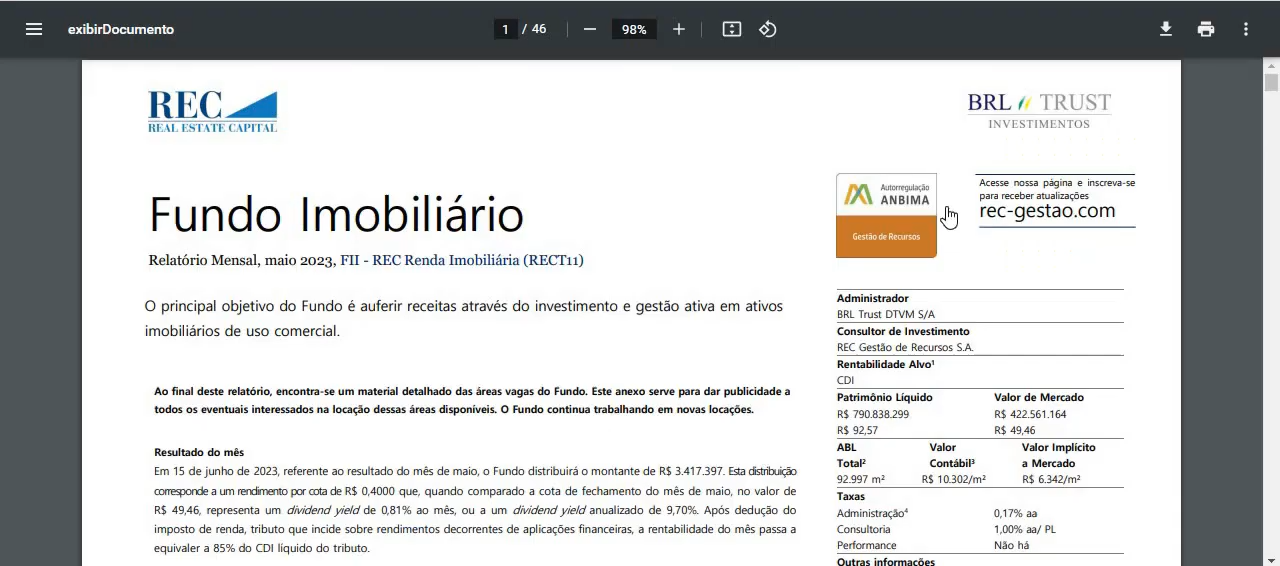 exibirDocumento
1 / 46
98%
REC
REAL ESTATE CAPITAL
BRL TRUST
INVESTIMENTOS
Fundo Imobiliário
Relatório Mensal, maio 2023, FII - REC Renda Imobiliária (RECT11)
O principal objetivo do Fundo é auferir receitas através do investimento e gestão ativa em ativos
imobiliários de uso comercial.
Ao final deste relatório, encontra-se um material detalhado das áreas vagas do Fundo. Este anexo serve para dar publicidade a
todos os eventuais interessados na locação dessas áreas disponíveis. O Fundo continua trabalhando em novas locações.
Resultado do mês
Em 15 de junho de 2023, referente ao resultado do mês de maio, o Fundo distribuirá o montante de R$ 3.417.397. Esta distribuição
corresponde a um rendimento por cota de R$ 0,4000 que, quando comparado a cota de fechamento do mês de maio, no valor de
R$ 49,46, representa um dividend yield de 0,81% ao mês, ou a um dividend yield anualizado de 9,70%. Após dedução do
imposto de renda, tributo que incide sobre rendimentos decorrentes de aplicações financeiras, a rentabilidade do mês passa a
equivaler a 85% do CDI líquido do tributo.
Autorregulação
ANBIMA
Gestão de Recursos
Acesse nossa página e inscreva-se
para receber atualizações
rec-gestao.com
Administrador
BRL Trust DTVM S/A
Consultor de Investimento
REC Gestão de Recursos S.A.
Rentabilidade Alvo¹
CDI
Patrimônio Líquido Valor de Mercado
R$ 790.838.299 R$ 422.561.164
R$ 92,57 R$ 49,46
ABL Valor Valor Implícito
Total² Contábil³ a Mercado
92.997 m² R$ 10.302/m² R$ 6.342/m²
Taxas
Administração⁴ 0,17% aa
Consultoria 1,00% aa/ PL
Performance Não há
Outras informações